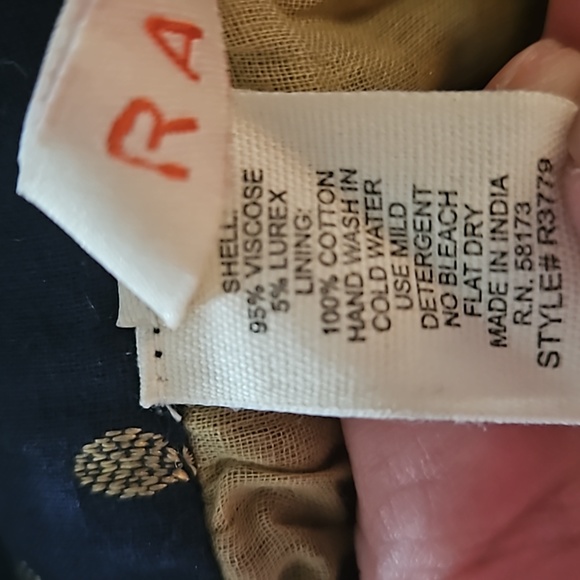 RA
SHELL:
95% VISCOSE
5% LUREX
LINING:
100% COTTON
HAND WASH IN
COLD WATER
USE MILD
DETERGENT
NO BLEACH
FLAT DRY
MADE IN INDIA
R.N. 58173
STYLE# R3779